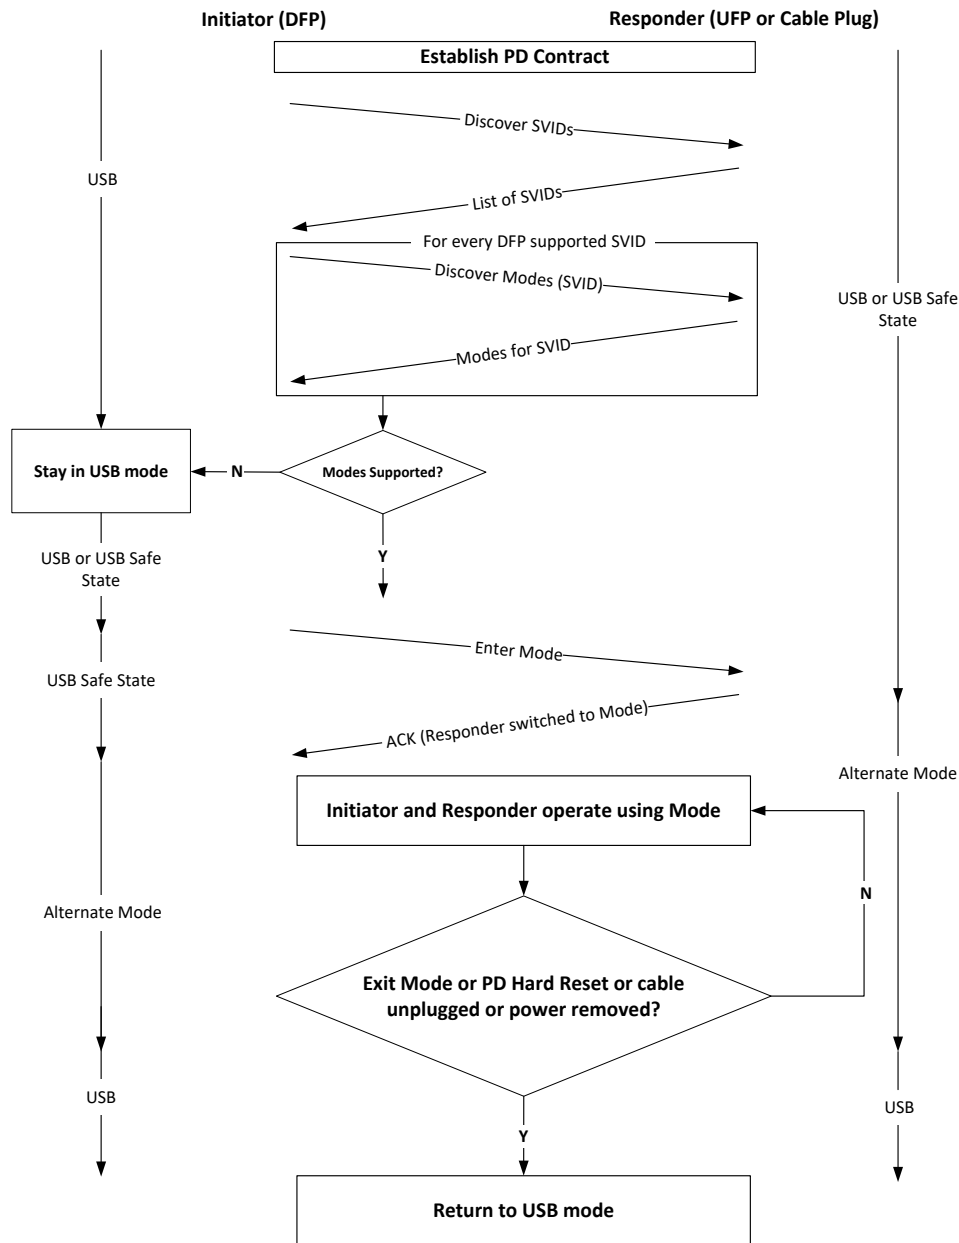 Initiator (DFP)
Responder (UFP or Cable Plug)
Establish PD Contract
Discover SVIDs
USB
List of SVIDs
For every DFP supported SVID
Discover Modes (SVID)
USB or USB Safe
State
Modes for SVID
Stay in USB mode
N
Modes Supported?
Y
USB or USB Safe
State
Enter Mode
USB Safe State
ACK (Responder switched to Mode)
Alternate Mode
Initiator and Responder operate using Mode
N
Alternate Mode
Exit Mode or PD Hard Reset or cable
unplugged or power removed?
USB
USB
Y
Return to USB mode